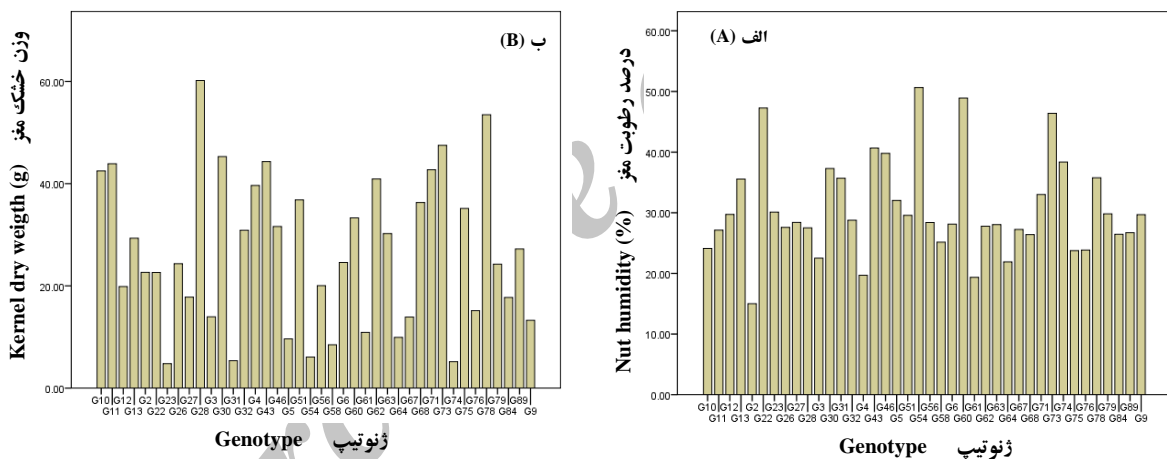 ب (B)
وزن خشک مغز Kernel dry weigth (g)
60.00
40.00
20.00
0.00
G10 G12 G2 G23 G27 G3 G31 G4 G46 G51 G56 G6 G61 G63 G67 G71 G74 G76 G79 G89
G11 G13 G22 G26 G28 G30 G32 G43 G5 G54 G58 G60 G62 G64 G68 G73 G75 G78 G84 G9
Genotype ژنوتیپ
الف (A)
درصد رطوبت مغز Nut humidity (%)
60.00
50.00
40.00
30.00
20.00
10.00
0.00
G10 G12 G2 G23 G27 G3 G31 G4 G46 G51 G56 G6 G61 G63 G67 G71 G74 G76 G79 G89
G11 G13 G22 G26 G28 G30 G32 G43 G5 G54 G58 G60 G62 G64 G68 G73 G75 G78 G84 G9
Genotype ژنوتیپ